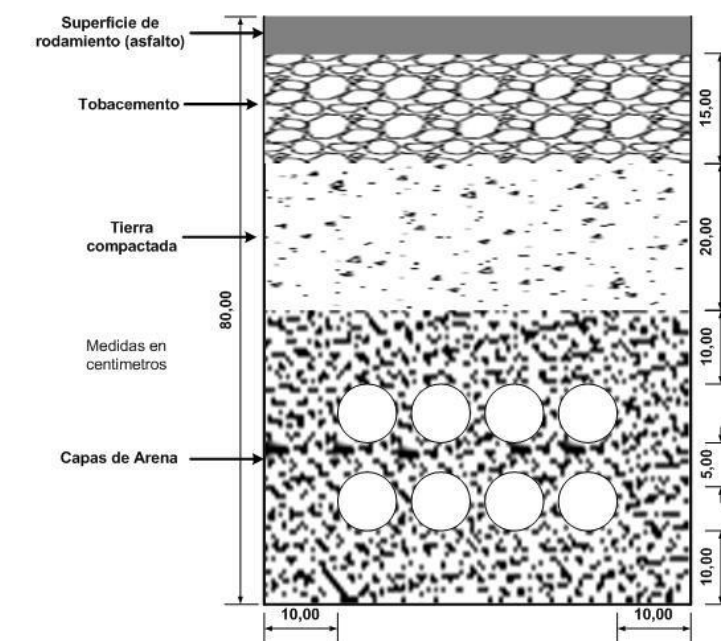 Superficie de
rodamiento (asfalto)
Tobacemento
15,00
Tierra
compactada
20,00
80,00
Medidas en
centimetros
10,00
Capas de Arena
5,00
10,00
10,00
10,00